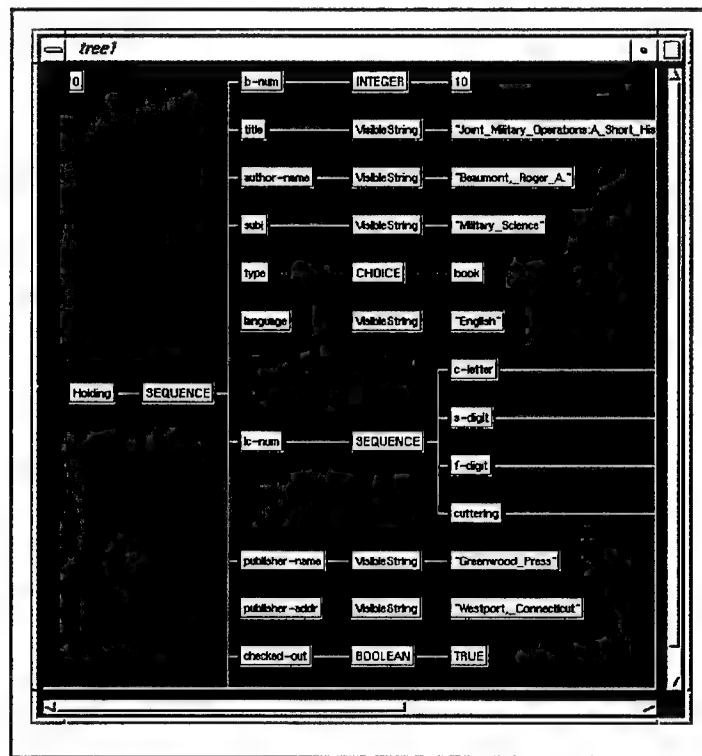 tree1
0 b-num INTEGER 10
title VisibleString "Joint_Military_Operations:A_Short_His
author-name VisibleString "Beaumont,_Roger_A."
subj VisibleString "Military_Science"
type CHOICE book
language VisibleString "English"
c-letter
Holding SEQUENCE
s-digit
lc-num SEQUENCE
f-digit
cuttering
publisher-name VisibleString "Greenwood_Press"
publisher-addr VisibleString "Westport,_Connecticut"
checked-out BOOLEAN TRUE